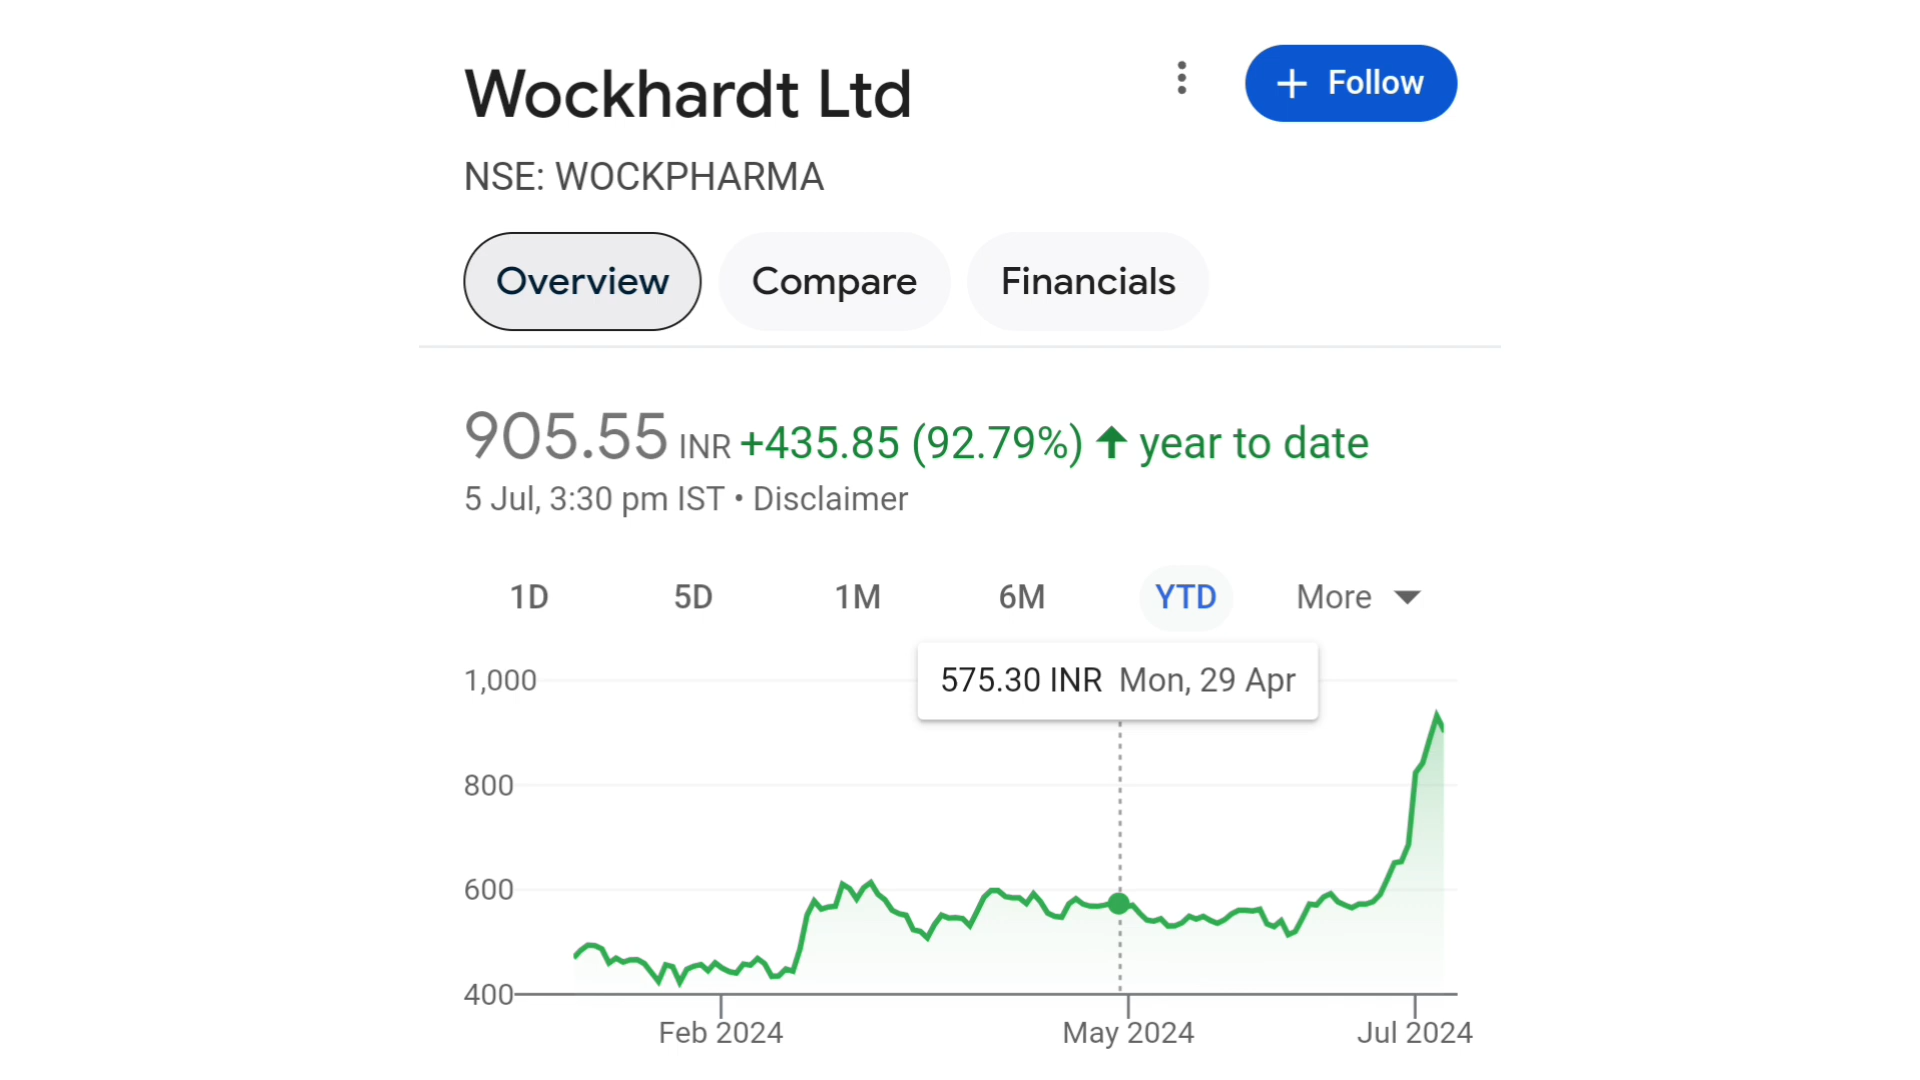 Wockhardt Ltd
+ Follow
NSE: WOCKPHARMA
Overview Compare Financials
905.55 INR +435.85 (92.79%) ↑ year to date
5 Jul, 3:30 pm IST • Disclaimer
1D 5D 1M 6M YTD More
575.30 INR Mon, 29 Apr
1,000
800
600
400
Feb 2024 May 2024 Jul 2024